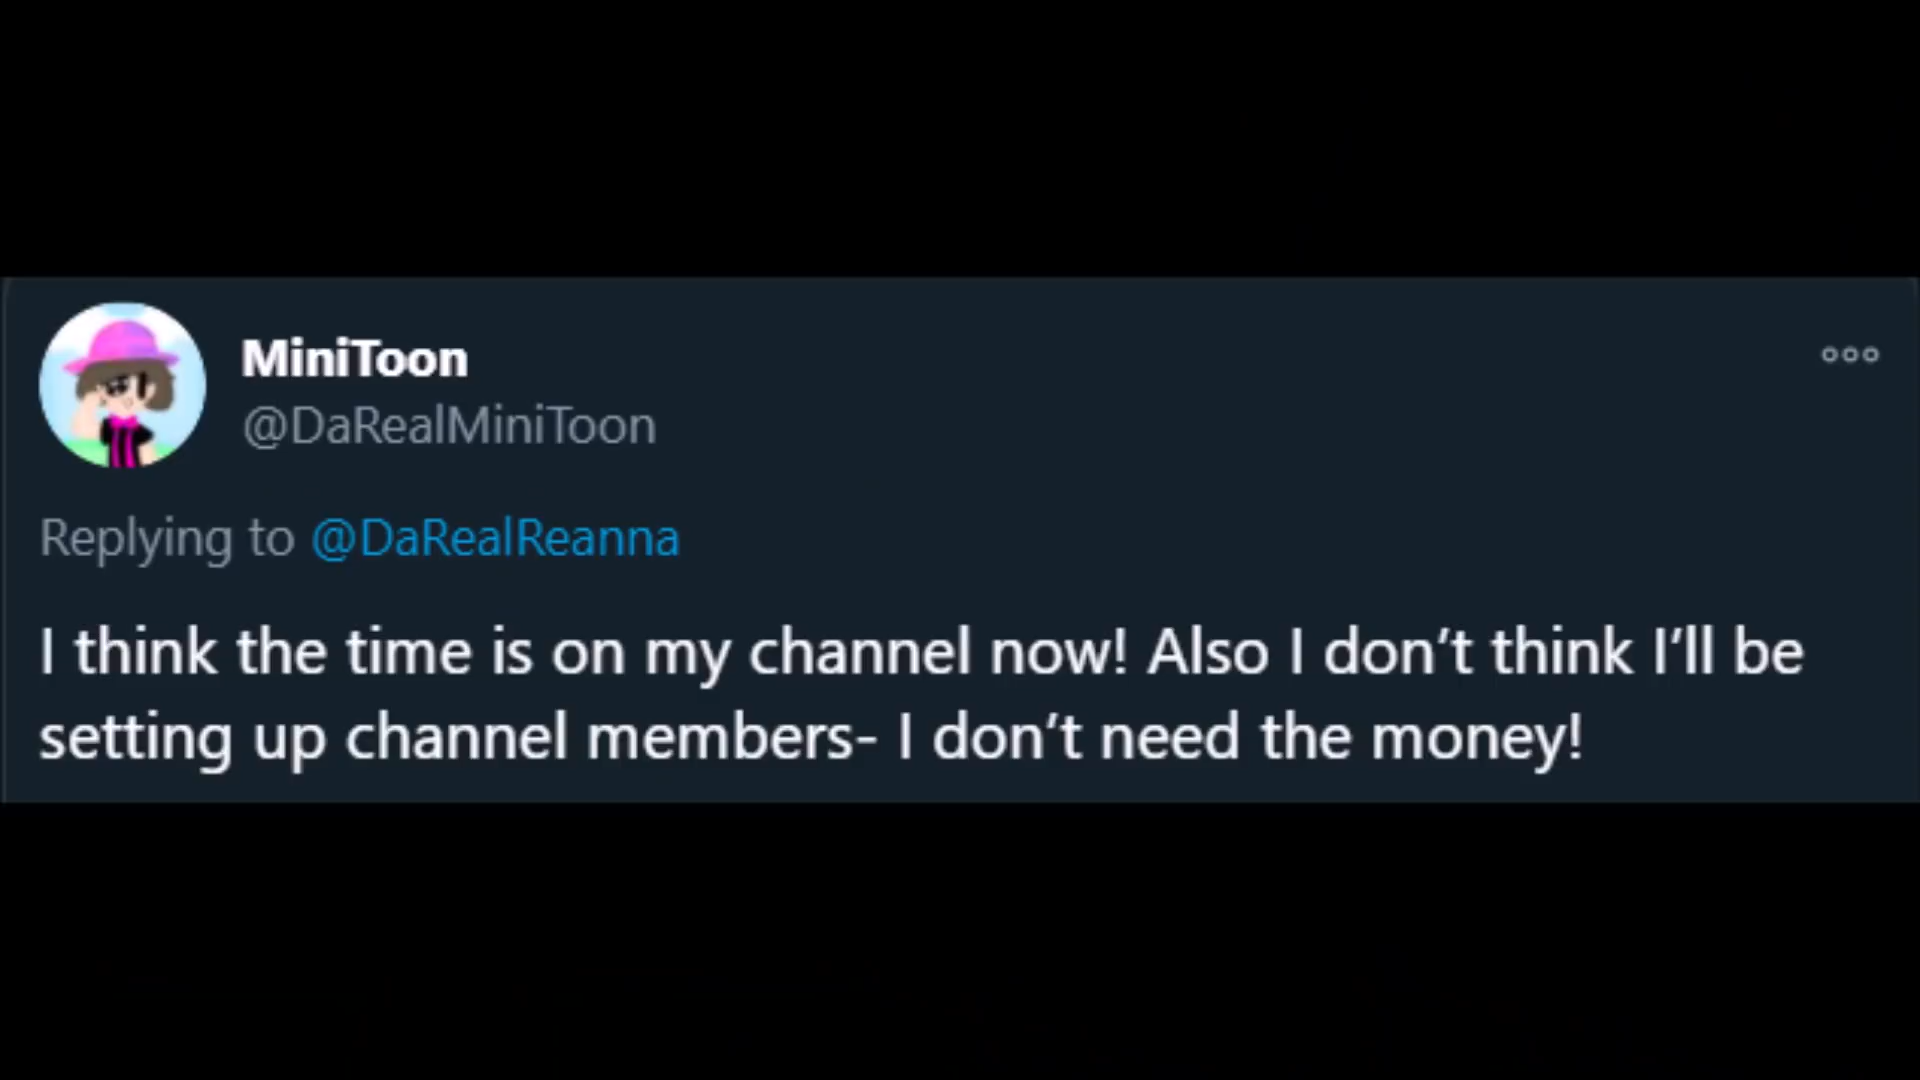 MiniToon
@DaRealMiniToon
Replying to @DaRealReanna
I think the time is on my channel now! Also I don’t think I’ll be
setting up channel members- I don’t need the money!